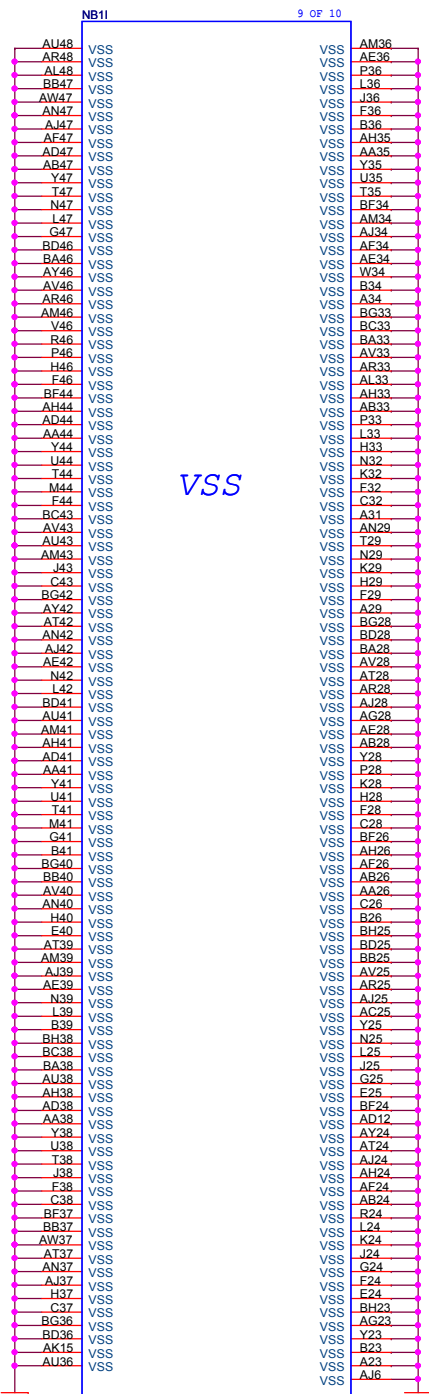 NB1I 9 OF 10
AU48 VSS VSS AM36
AR48 VSS VSS AE36
AL48 VSS VSS P36
BB47 VSS VSS L36
AW47 VSS VSS J36
AN47 VSS VSS F36
AJ47 VSS VSS B36
AF47 VSS VSS AH35
AD47 VSS VSS AA35
AB47 VSS VSS Y35
Y47 VSS VSS U35
T47 VSS VSS T35
N47 VSS VSS BF34
L47 VSS VSS AM34
G47 VSS VSS AJ34
BD46 VSS VSS AF34
BA46 VSS VSS AE34
AY46 VSS VSS W34
AV46 VSS VSS B34
AR46 VSS VSS A34
AM46 VSS VSS BG33
V46 VSS VSS BC33
R46 VSS VSS BA33
P46 VSS VSS AV33
H46 VSS VSS AR33
F46 VSS VSS AL33
BF44 VSS VSS AH33
AH44 VSS VSS AB33
AD44 VSS VSS P33
AA44 VSS VSS L33
Y44 VSS VSS H33
U44 VSS VSS N32
T44 VSS VSS K32
VSS
M44 VSS VSS F32
F44 VSS VSS C32
BC43 VSS VSS A31
AV43 VSS VSS AN29
AU43 VSS VSS T29
AM43 VSS VSS N29
J43 VSS VSS K29
C43 VSS VSS H29
BG42 VSS VSS F29
AY42 VSS VSS A29
AT42 VSS VSS BG28
AN42 VSS VSS BD28
AJ42 VSS VSS BA28
AE42 VSS VSS AV28
N42 VSS VSS AT28
L42 VSS VSS AR28
BD41 VSS VSS AJ28
AU41 VSS VSS AG28
AM41 VSS VSS AE28
AH41 VSS VSS AB28
AD41 VSS VSS Y28
AA41 VSS VSS P28
Y41 VSS VSS K28
U41 VSS VSS H28
T41 VSS VSS F28
M41 VSS VSS C28
G41 VSS VSS BF26
B41 VSS VSS AH26
BG40 VSS VSS AF26
BB40 VSS VSS AB26
AV40 VSS VSS AA26
AN40 VSS VSS C26
H40 VSS VSS B26
E40 VSS VSS BH25
AT39 VSS VSS BD25
AM39 VSS VSS BB25
AJ39 VSS VSS AV25
AE39 VSS VSS AR25
N39 VSS VSS AJ25
L39 VSS VSS AC25
B39 VSS VSS Y25
BH38 VSS VSS N25
BC38 VSS VSS L25
BA38 VSS VSS J25
AU38 VSS VSS G25
AH38 VSS VSS E25
AD38 VSS VSS BF24
AA38 VSS VSS AD12
Y38 VSS VSS AY24
U38 VSS VSS AT24
T38 VSS VSS AJ24
J38 VSS VSS AH24
F38 VSS VSS AF24
C38 VSS VSS AB24
BF37 VSS VSS R24
BB37 VSS VSS L24
AW37 VSS VSS K24
AT37 VSS VSS J24
AN37 VSS VSS G24
AJ37 VSS VSS F24
H37 VSS VSS E24
C37 VSS VSS BH23
BG36 VSS VSS AG23
BD36 VSS VSS Y23
AK15 VSS VSS B23
AU36 VSS VSS A23
VSS AJ6